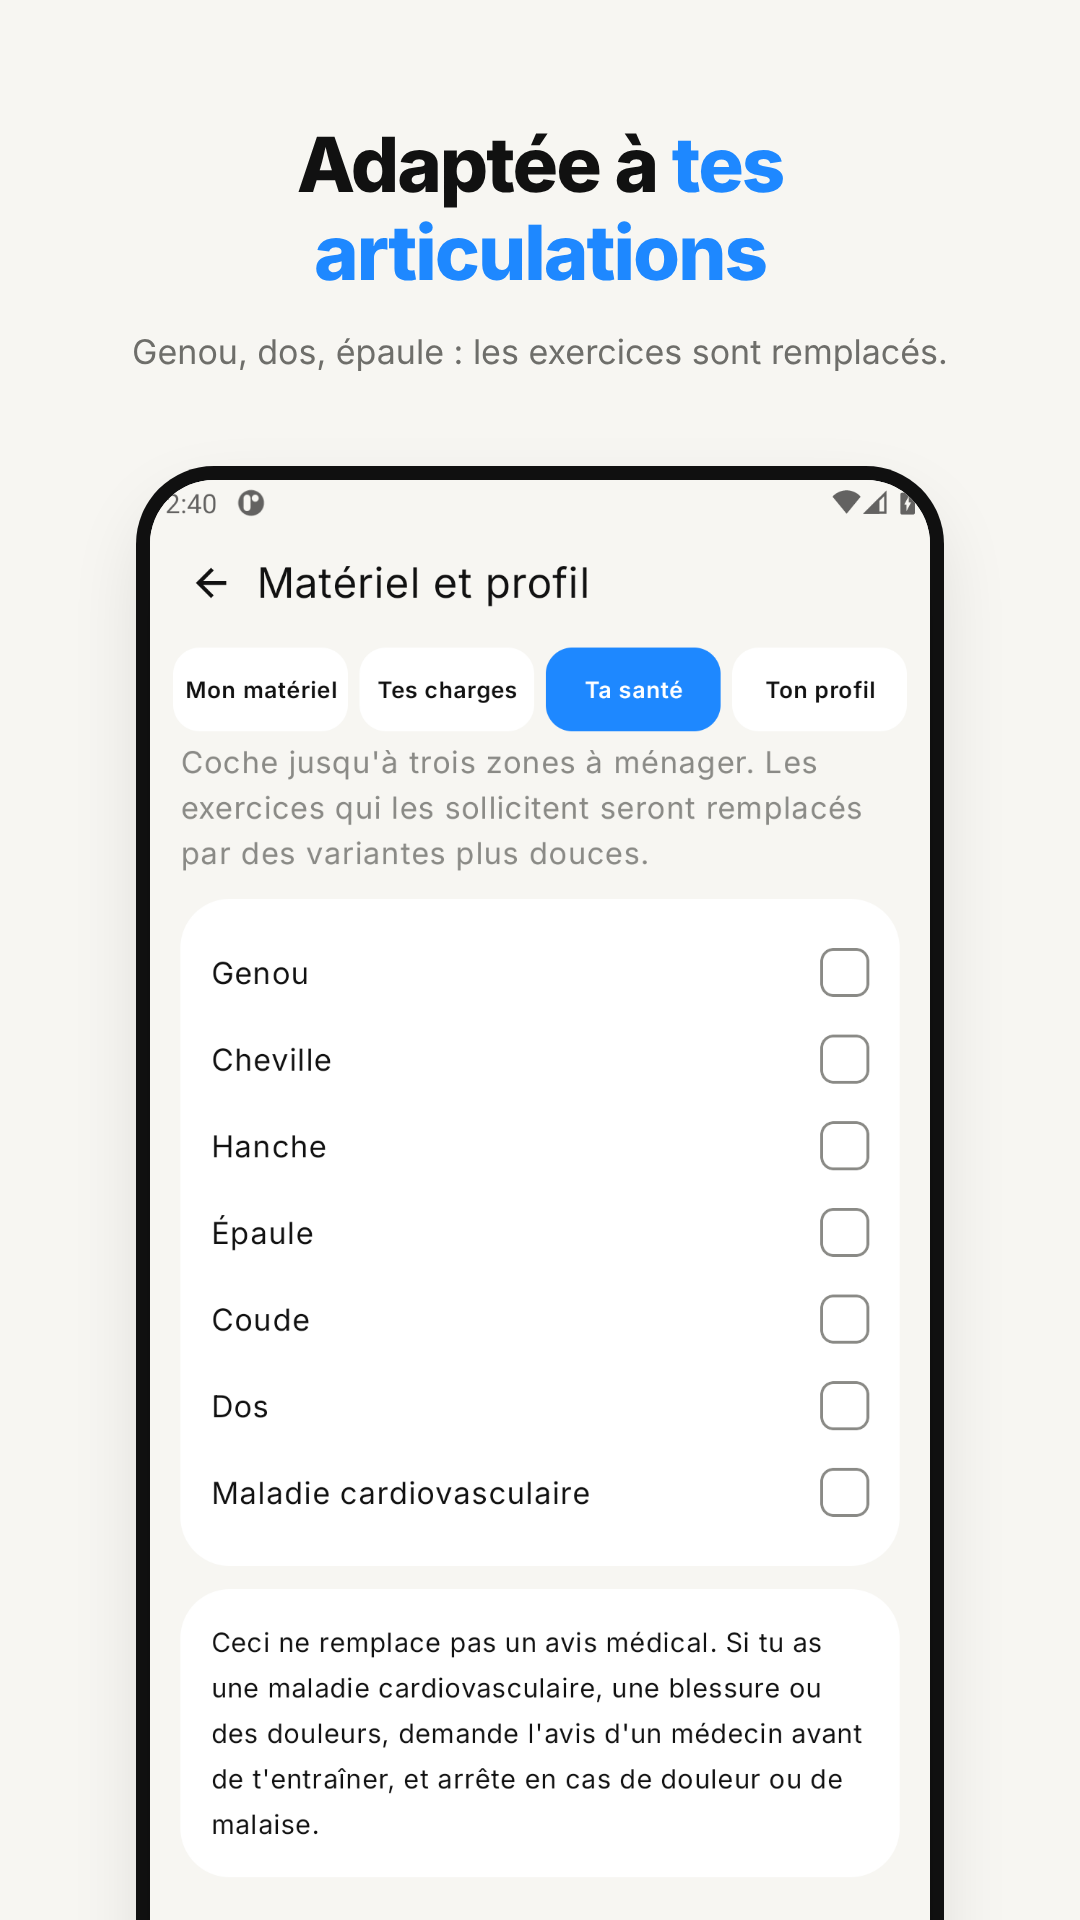 Adaptée à tes
articulations
Genou, dos, épaule : les exercices sont remplacés.
2:40
Matériel et profil
Mon matériel
Tes charges
Ta santé
Ton profil
Coche jusqu'à trois zones à ménager. Les
exercices qui les sollicitent seront remplacés
par des variantes plus douces.
Genou
Cheville
Hanche
Épaule
Coude
Dos
Maladie cardiovasculaire
Ceci ne remplace pas un avis médical. Si tu as
une maladie cardiovasculaire, une blessure ou
des douleurs, demande l'avis d'un médecin avant
de t'entraîner, et arrête en cas de douleur ou de
malaise.